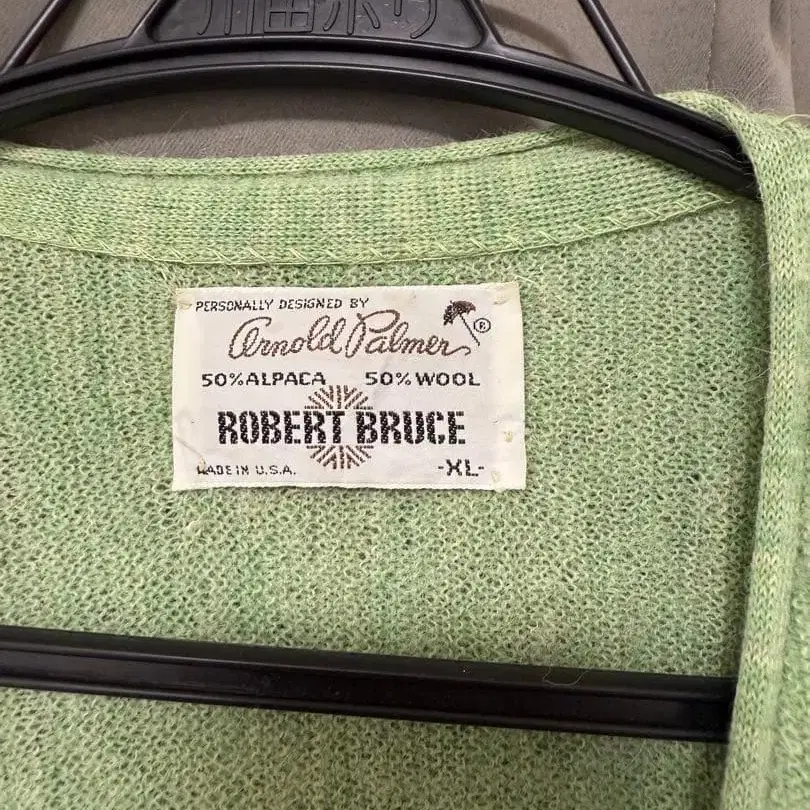 PERSONALLY DESIGNED BY
Arnold Palmer ®
50% ALPACA 50% WOOL
ROBERT BRUCE
MADE IN U.S.A. -XL-